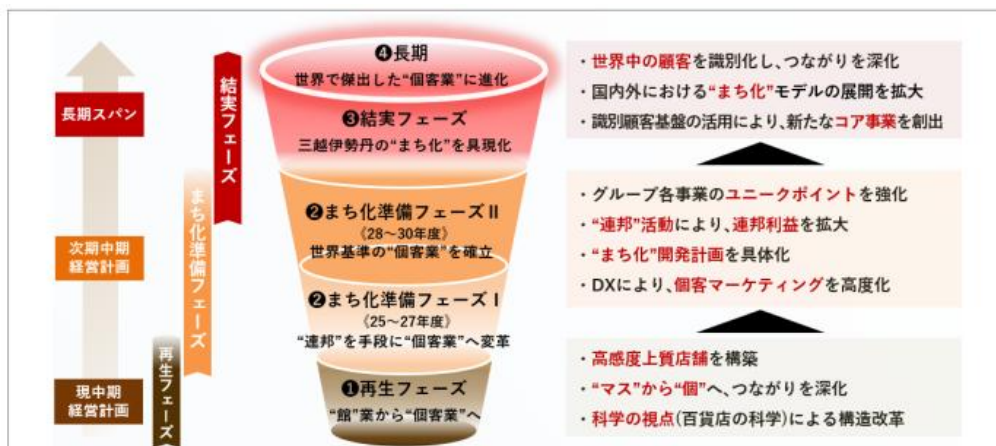 長期スパン
次期中期
経営計画
現中期
経営計画
結実フェーズ
まち化準備フェーズ
再生フェーズ
❹長期
世界で傑出した“個客業”に進化
❸結実フェーズ
三越伊勢丹の“まち化”を具現化
❷まち化準備フェーズⅡ
《28～30年度》
世界基準の“個客業”を確立
❷まち化準備フェーズⅠ
《25～27年度》
“連邦”を手段に“個客業”へ変革
❶再生フェーズ
“館”業から“個客業”へ
・世界中の顧客を識別化し、つながりを深化
・国内外における“まち化”モデルの展開を拡大
・識別顧客基盤の活用により、新たなコア事業を創出
・グループ各事業のユニークポイントを強化
・“連邦”活動により、連邦利益を拡大
・“まち化”開発計画を具体化
・DXにより、個客マーケティングを高度化
・高感度上質店舗を構築
・“マス”から“個”へ、つながりを深化
・科学の視点(百貨店の科学)による構造改革